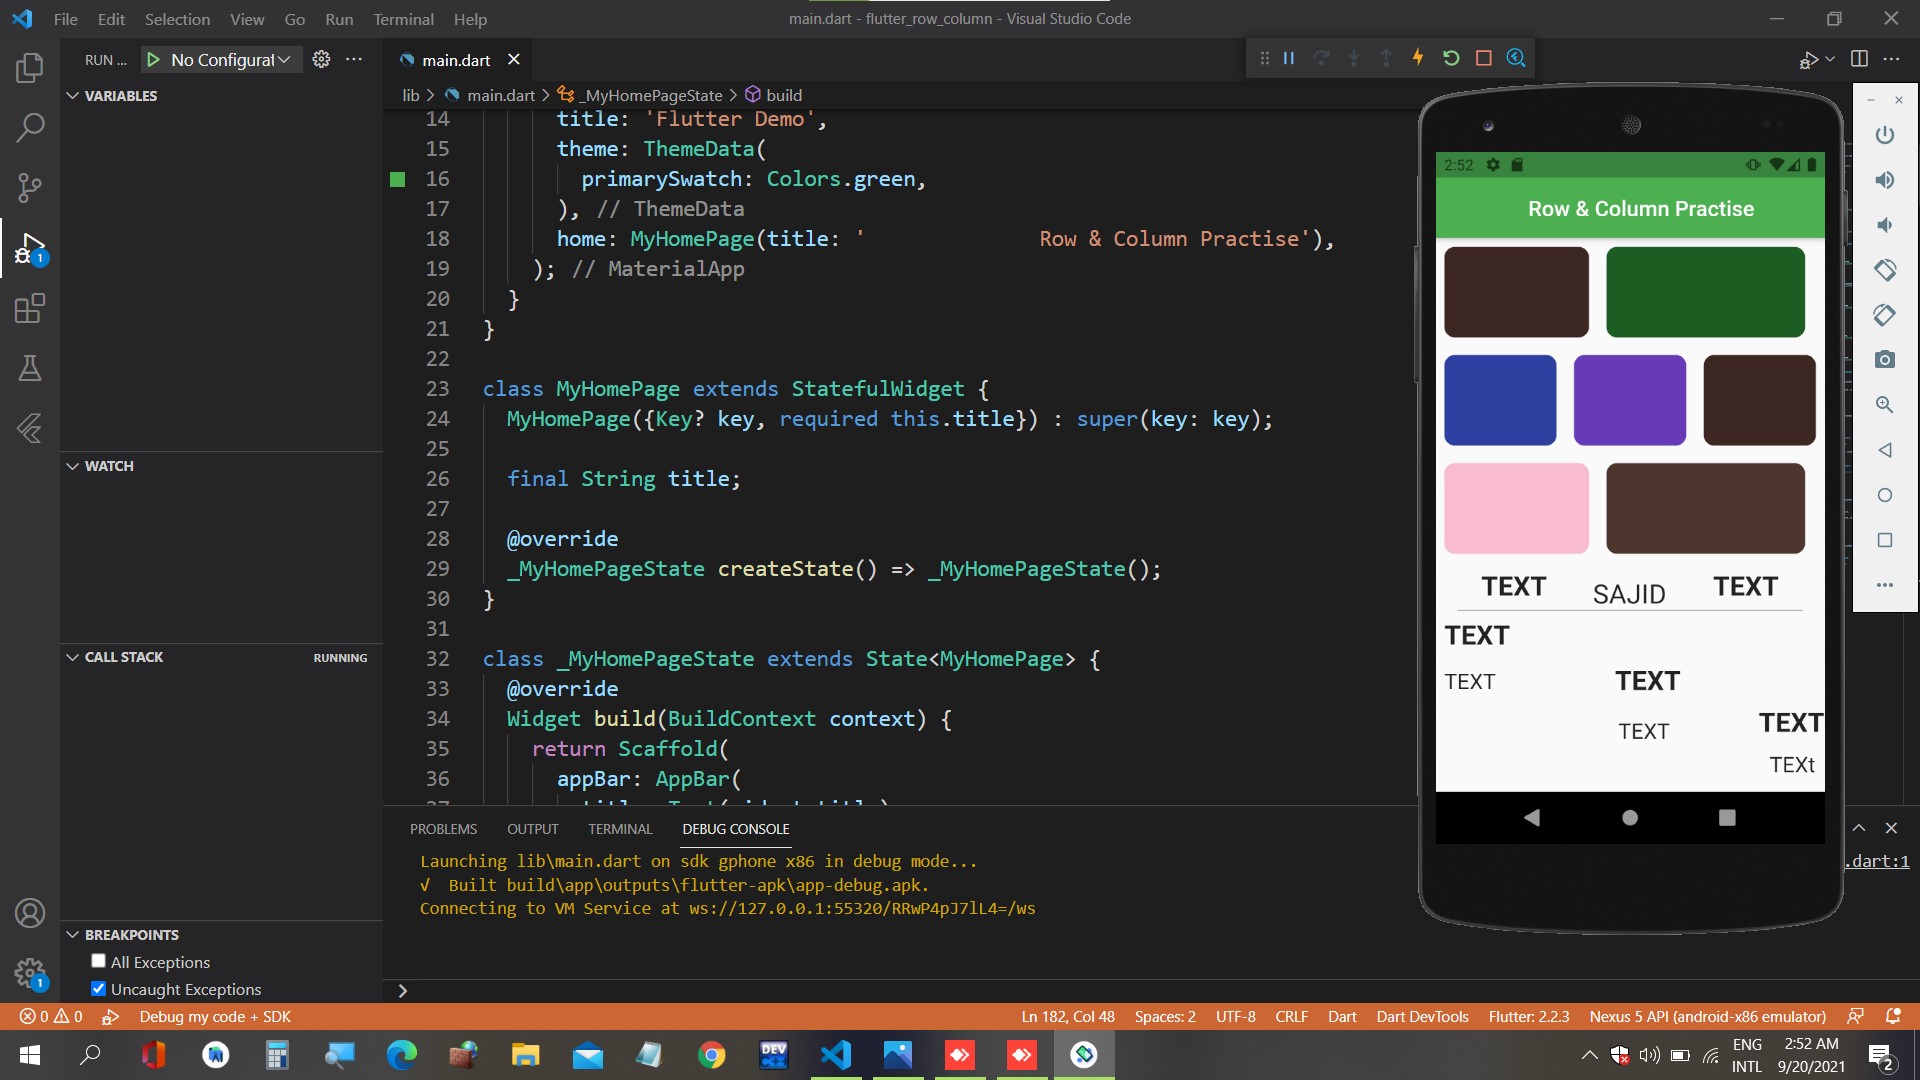 File Edit Selection View Go Run Terminal Help
main.dart - flutter_row_column - Visual Studio Code
RUN ...
No Configurat
main.dart
lib > main.dart > _MyHomePageState > build
VARIABLES
WATCH
CALL STACK
RUNNING
BREAKPOINTS
All Exceptions
Uncaught Exceptions
14 title: 'Flutter Demo',
15 theme: ThemeData(
16 primarySwatch: Colors.green,
17 ), // ThemeData
18 home: MyHomePage(title: '              Row & Column Practise'),
19 ); // MaterialApp
20 }
21 }
22
23 class MyHomePage extends StatefulWidget {
24 MyHomePage({Key? key, required this.title}) : super(key: key);
25
26 final String title;
27
28 @override
29 _MyHomePageState createState() => _MyHomePageState();
30 }
31
32 class _MyHomePageState extends State<MyHomePage> {
33 @override
34 Widget build(BuildContext context) {
35 return Scaffold(
36 appBar: AppBar(
2:52
Row & Column Practise
TEXT SAJID TEXT
TEXT
TEXT TEXT
TEXT TEXT
TEXt
PROBLEMS OUTPUT TERMINAL DEBUG CONSOLE
Launching lib\main.dart on sdk gphone x86 in debug mode...
√ Built build\app\outputs\flutter-apk\app-debug.apk.
Connecting to VM Service at ws://127.0.0.1:55320/RRwP4pJ7lL4=/ws
.dart:1
1
1
0 0 Debug my code + SDK
Ln 182, Col 48 Spaces: 2 UTF-8 CRLF Dart Dart DevTools Flutter: 2.2.3 Nexus 5 API (android-x86 emulator)
DEV
ENG
INTL
2:52 AM
9/20/2021
2